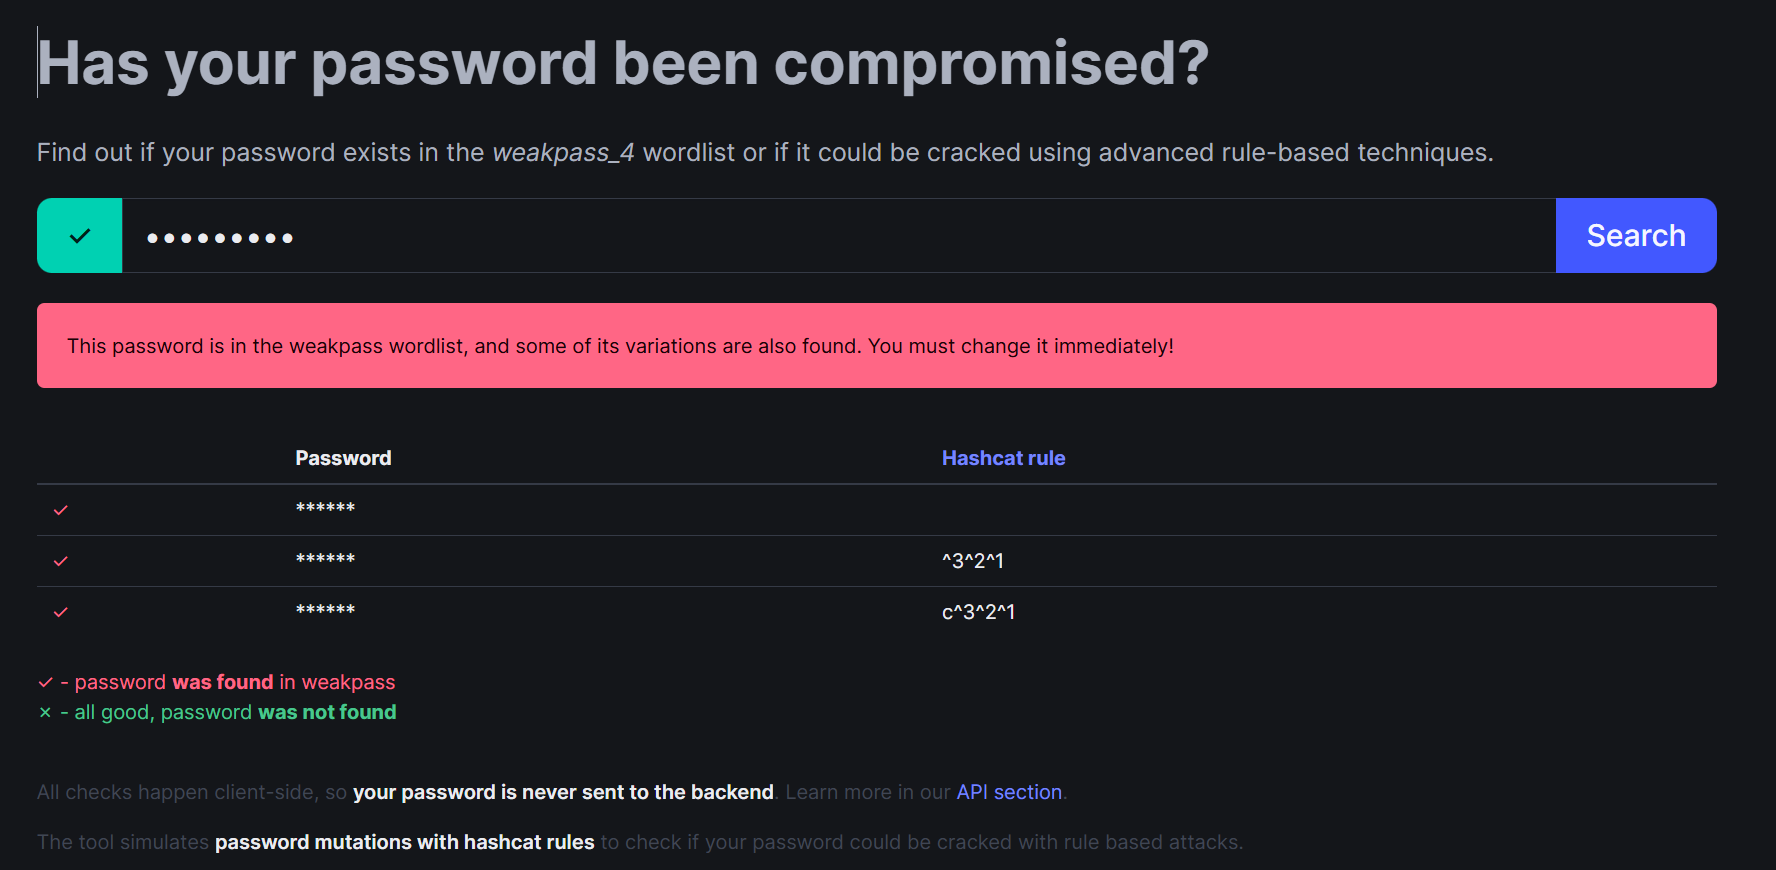 Has your password been compromised?
Find out if your password exists in the weakpass_4 wordlist or if it could be cracked using advanced rule-based techniques.
•••••••••
Search
This password is in the weakpass wordlist, and some of its variations are also found. You must change it immediately!
Password Hashcat rule
✓ ******
✓ ****** ^3^2^1
✓ ****** c^3^2^1
✓ - password was found in weakpass
× - all good, password was not found
All checks happen client-side, so your password is never sent to the backend. Learn more in our API section.
The tool simulates password mutations with hashcat rules to check if your password could be cracked with rule based attacks.